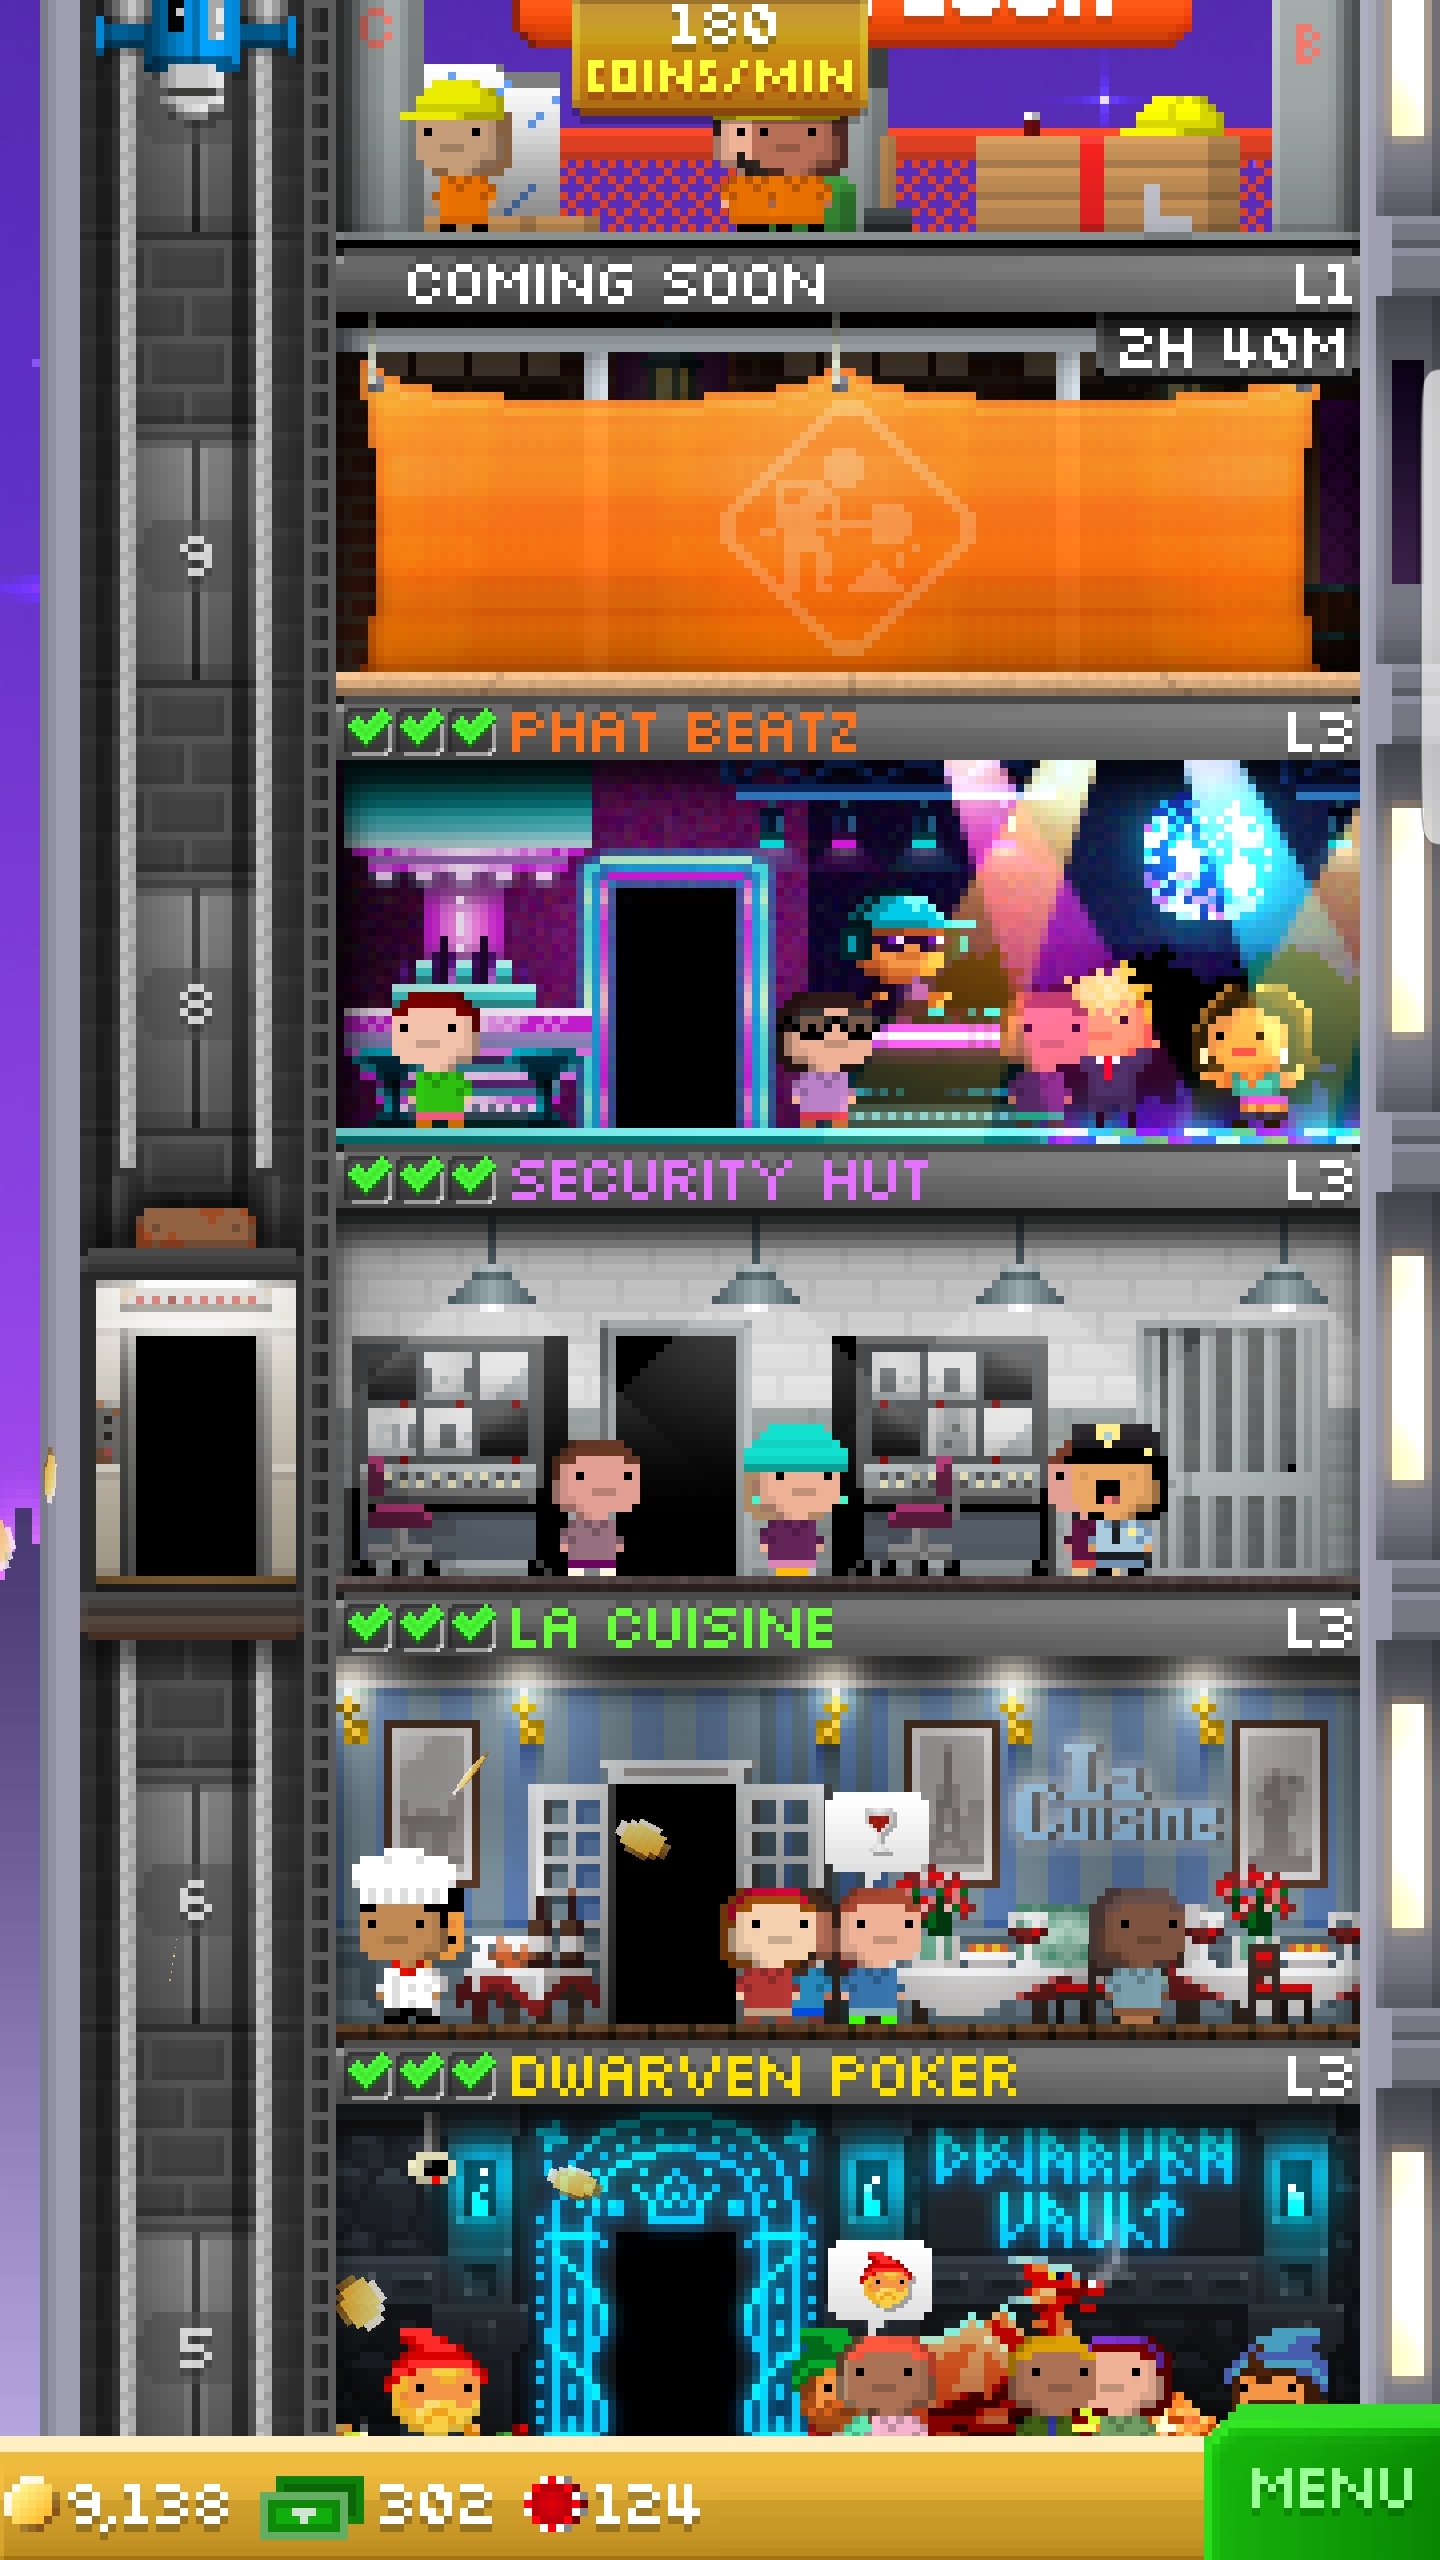 C
180
B
COINS/MIN
COMING SOON L1
2H 40M
9
PHAT BEATZ L3
8
SECURITY HUT L3
LA CUISINE L3
La
Cuisine
6
DWARVEN POKER L3
DWARVEN
VAULT
5
9,138 302 124 MENU